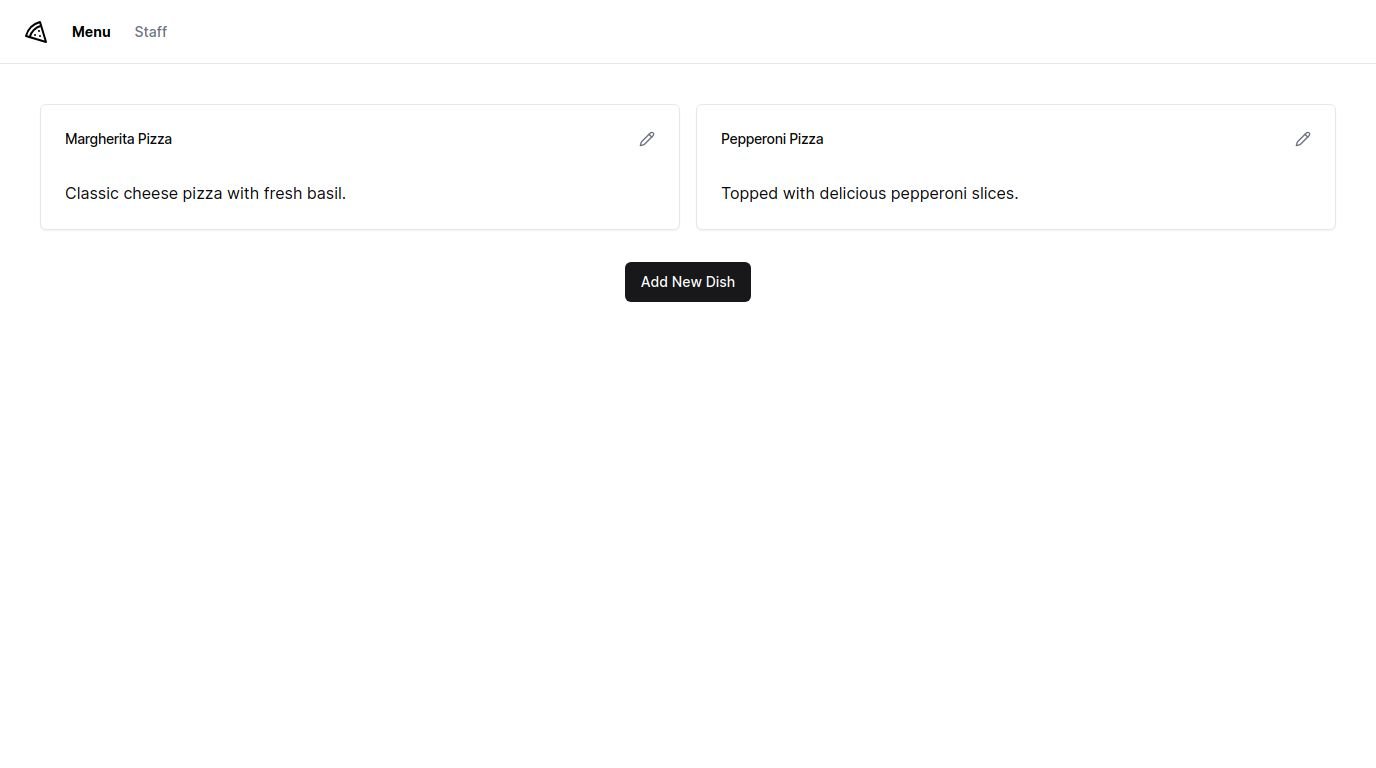 Menu Staff
Margherita Pizza
Classic cheese pizza with fresh basil.
Pepperoni Pizza
Topped with delicious pepperoni slices.
Add New Dish